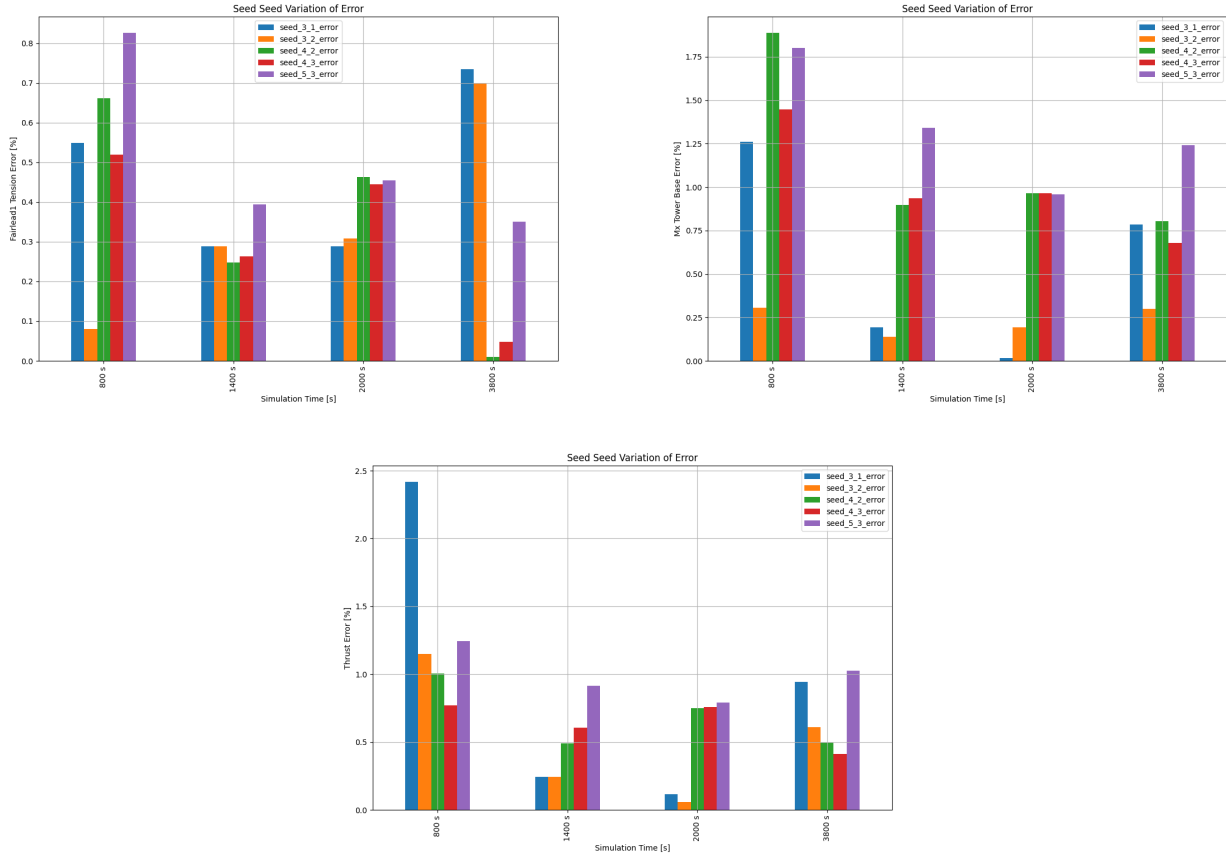 Seed Seed Variation of Error
seed_3_1_error
seed_3_2_error
seed_4_2_error
seed_4_3_error
seed_5_3_error
Fairlead1 Tension Error [%]
0.8
0.7
0.6
0.5
0.4
0.3
0.2
0.1
0.0
800 s
1400 s
2000 s
3800 s
Simulation Time [s]
Seed Seed Variation of Error
seed_3_1_error
seed_3_2_error
seed_4_2_error
seed_4_3_error
seed_5_3_error
Mx Tower Base Error [%]
1.75
1.50
1.25
1.00
0.75
0.50
0.25
0.00
800 s
1400 s
2000 s
3800 s
Simulation Time [s]
Seed Seed Variation of Error
seed_3_1_error
seed_3_2_error
seed_4_2_error
seed_4_3_error
seed_5_3_error
Thrust Error [%]
2.5
2.0
1.5
1.0
0.5
0.0
800 s
1400 s
2000 s
3800 s
Simulation Time [s]